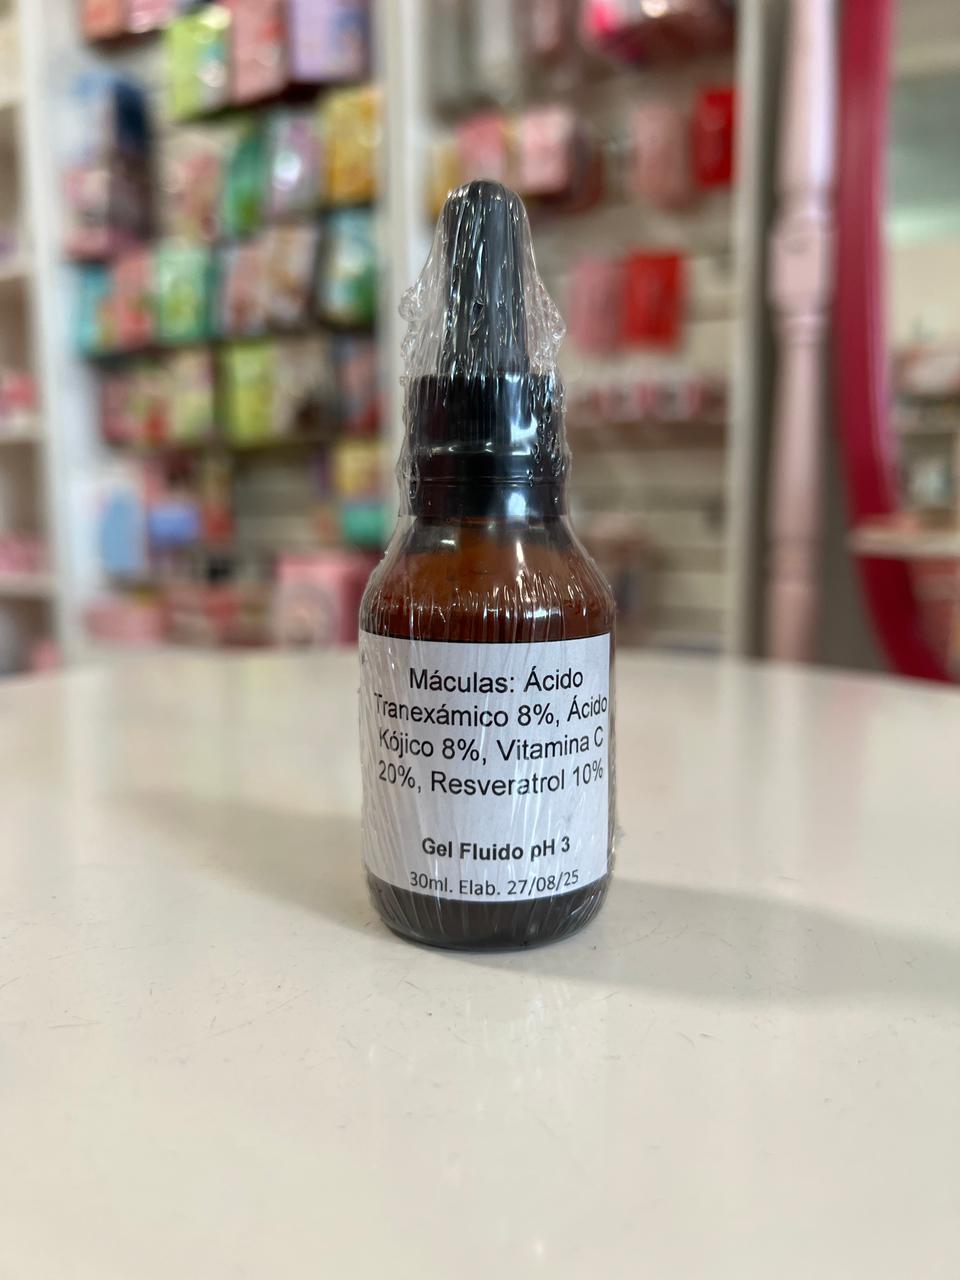 Máculas: Ácido
Tranexámico 8%, Ácido
Kójico 8%, Vitamina C
20%, Resveratrol 10%
Gel Fluido pH 3
30ml. Elab. 27/08/25